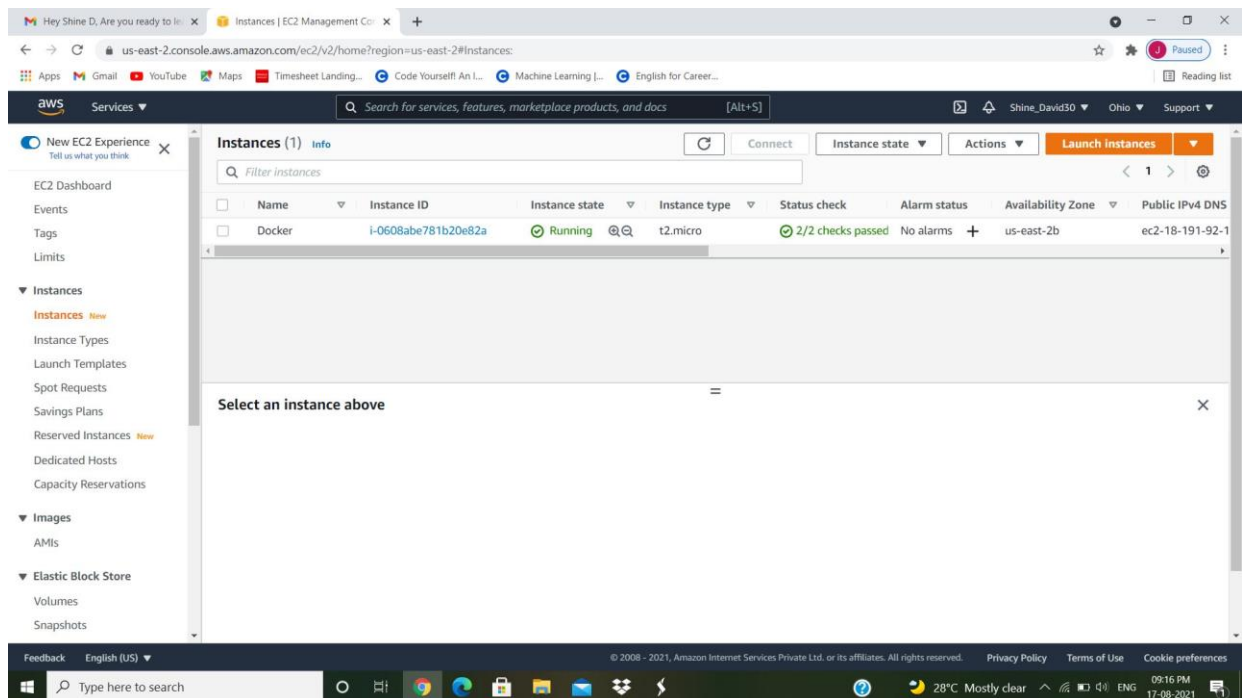 Hey Shine D, Are you ready to le
Instances | EC2 Management Con
us-east-2.console.aws.amazon.com/ec2/v2/home?region=us-east-2#Instances:
J Paused
Apps Gmail YouTube Maps Timesheet Landing... Code Yourself! An I... Machine Learning |... English for Career... Reading list
aws Services Search for services, features, marketplace products, and docs [Alt+S] Shine_David30 Ohio Support
New EC2 Experience
Tell us what you think
EC2 Dashboard
Events
Tags
Limits
Instances
Instances New
Instance Types
Launch Templates
Spot Requests
Savings Plans
Reserved Instances New
Dedicated Hosts
Capacity Reservations
Images
AMIs
Elastic Block Store
Volumes
Snapshots
Instances (1) Info Connect Instance state Actions Launch instances
Filter instances 1
Name Instance ID Instance state Instance type Status check Alarm status Availability Zone Public IPv4 DNS
Docker i-0608abe781b20e82a Running t2.micro 2/2 checks passed No alarms + us-east-2b ec2-18-191-92-1
Select an instance above
Feedback English (US) © 2008 - 2021, Amazon Internet Services Private Ltd. or its affiliates. All rights reserved. Privacy Policy Terms of Use Cookie preferences
Type here to search 28°C Mostly clear ENG 09:16 PM
17-08-2021